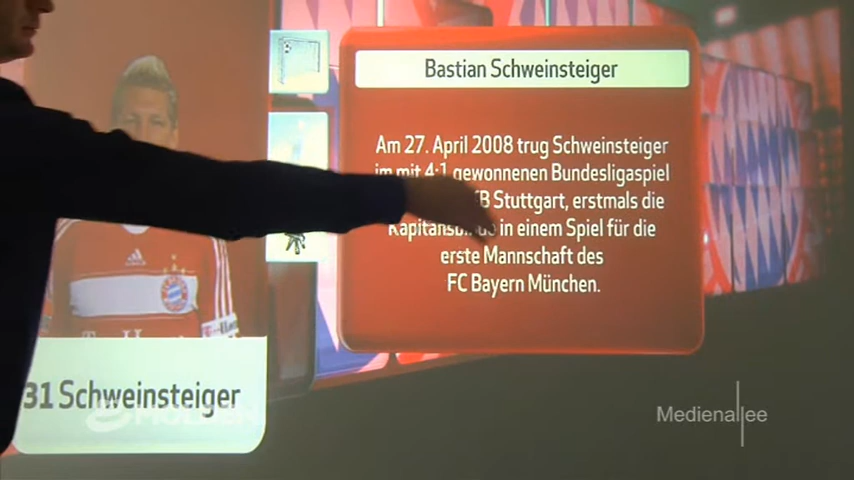 Bastian Schweinsteiger
Am 27. April 2008 trug Schweinsteiger
im mit 4:1 gewonnenen Bundesligaspiel
Stuttgart, erstmals die
in einem Spiel für die
erste Mannschaft des
FC Bayern München.
31 Schweinsteiger
Medienallee